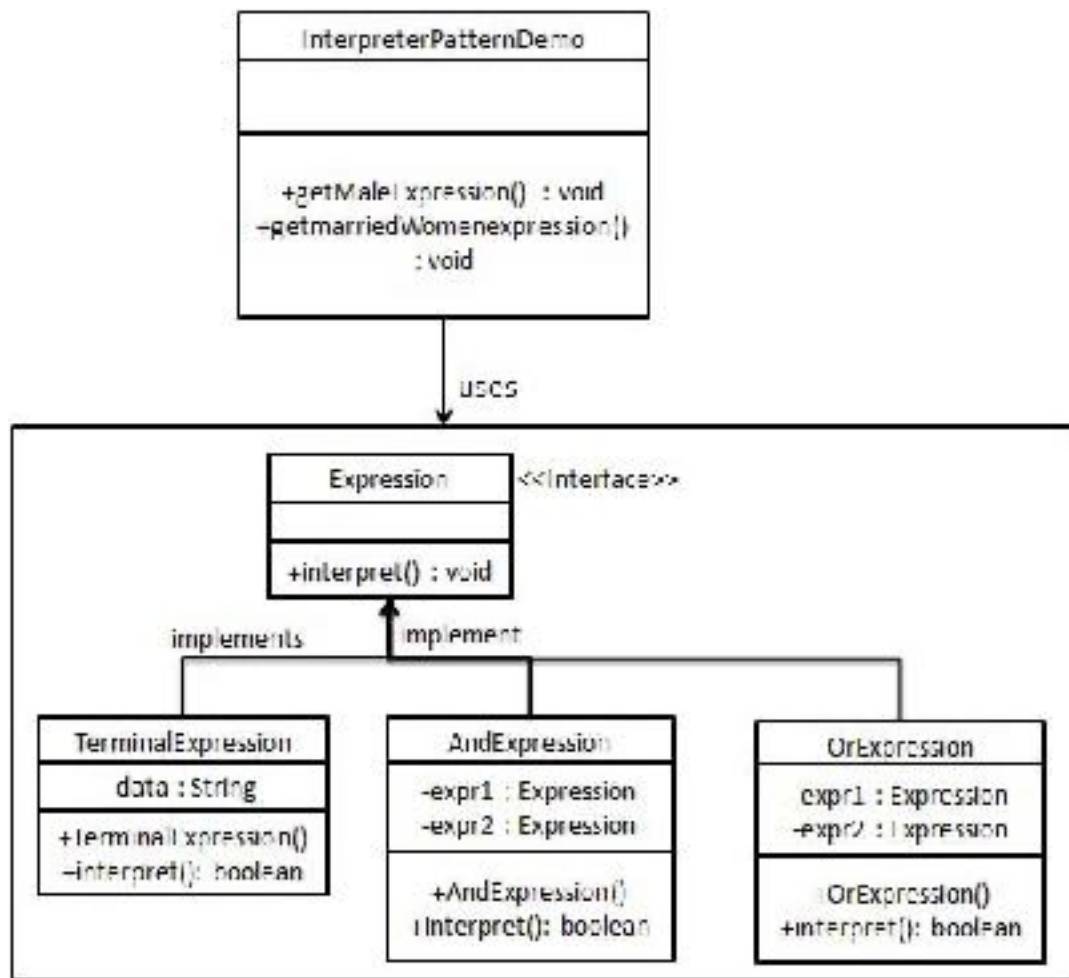 InterpreterPatternDemo
+getMaleExpression() : void
+getmarriedWomenexpression()
: void
uses
Expression
<<Interface>>
+interpret() : void
implements
implement
TerminalExpression
data : String
+TerminalExpression()
+interpret(): boolean
AndExpression
-expr1 : Expression
-expr2 : Expression
+AndExpression()
+interpret(): boolean
OrExpression
expr1 : Expression
-expr2 : Expression
+OrExpression()
+interpret(): boolean